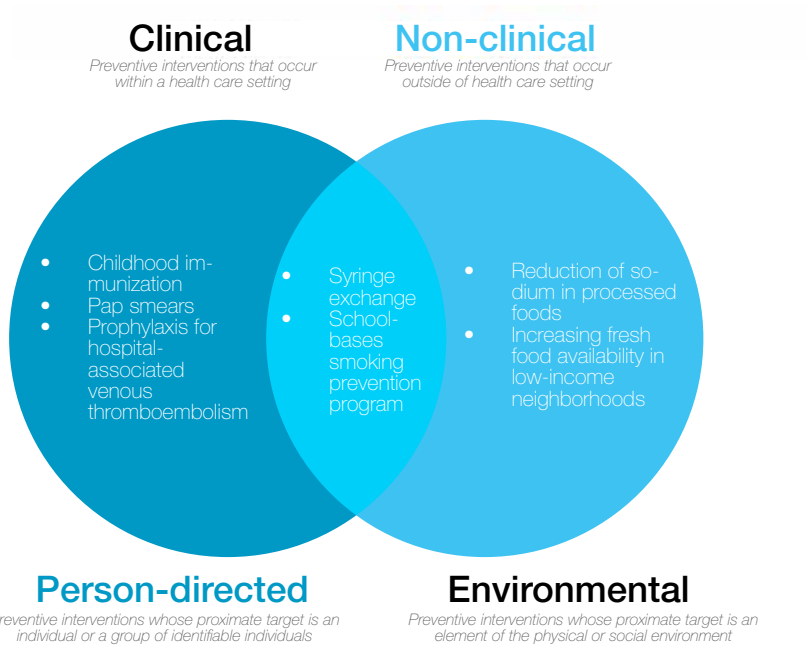 Clinical
Preventive interventions that occur
within a health care setting
Non-clinical
Preventive interventions that occur
outside of health care setting
• Childhood im-
munization
• Pap smears
• Prophylaxis for
hospital-
associated
venous
thromboembolism
• Syringe
exchange
• School-
bases
smoking
prevention
program
• Reduction of so-
dium in processed
foods
• Increasing fresh
food availability in
low-income
neighborhoods
Person-directed
reventive interventions whose proximate target is an
individual or a group of identifiable individuals
Environmental
Preventive interventions whose proximate target is an
element of the physical or social environment